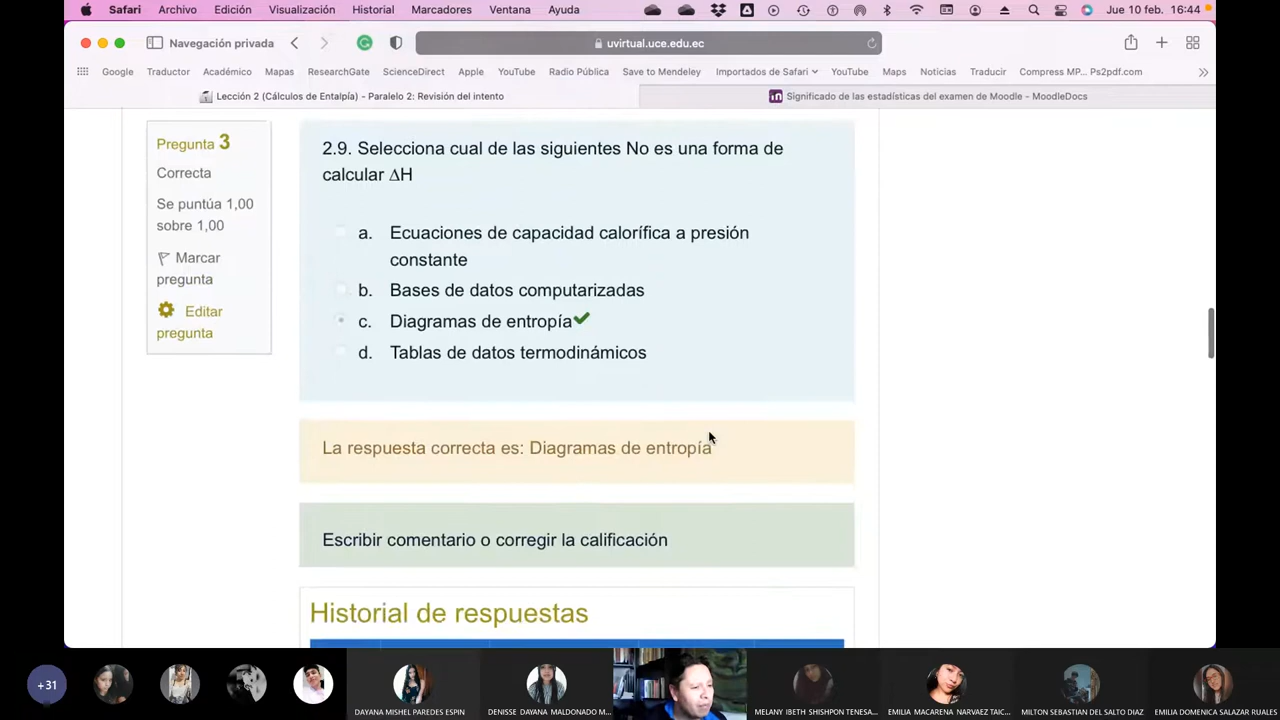 Safari Archivo Edición Visualización Historial Marcadores Ventana Ayuda Jue 10 feb. 16:44
Navegación privada uvirtual.uce.edu.ec
Google Traductor Académico Mapas ResearchGate ScienceDirect Apple YouTube Radio Pública Save to Mendeley Importados de Safari YouTube Maps Noticias Traducir Compress MP... Ps2pdf.com
Lección 2 (Cálculos de Entalpía) - Paralelo 2: Revisión del intento Significado de las estadísticas del examen de Moodle - MoodleDocs
Pregunta 3
Correcta
Se puntúa 1,00
sobre 1,00
Marcar
pregunta
Editar
pregunta
2.9. Selecciona cual de las siguientes No es una forma de
calcular ΔH
a. Ecuaciones de capacidad calorífica a presión
constante
b. Bases de datos computarizadas
c. Diagramas de entropía
d. Tablas de datos termodinámicos
La respuesta correcta es: Diagramas de entropía
Escribir comentario o corregir la calificación
Historial de respuestas
+31
DAYANA MISHEL PAREDES ESPIN
DENISSE DAYANA MALDONADO M...
MELANY IBETH SHISHPON TENESA...
EMILIA MACARENA NARVAEZ TAIC...
MILTON SEBASTIAN DEL SALTO DIAZ
EMILIA DOMENICA SALAZAR RUALES